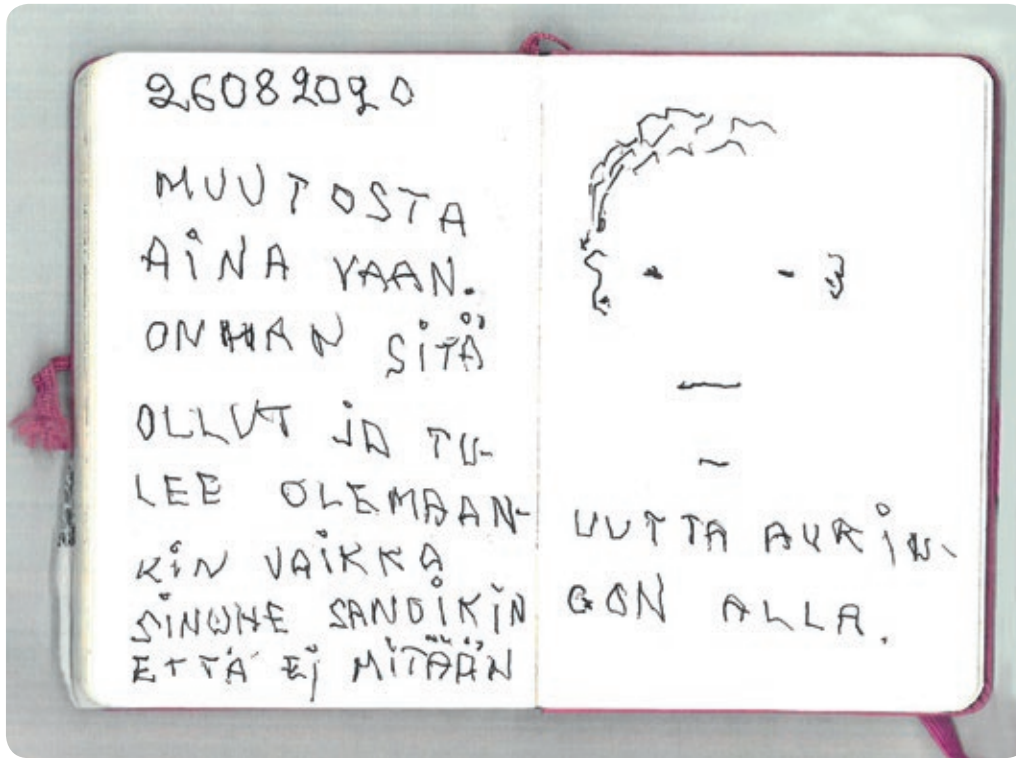 26082020
MUUTOSTA
AINA VAAN.
ONHAN SITÄ
OLLUT JA TU-
LEE OLEMAAN-
KIN VAIKKA
SINUHE SANOIKIN
ETTÄ EI MITÄÄN
UUTTA AURIN-
GON ALLA.